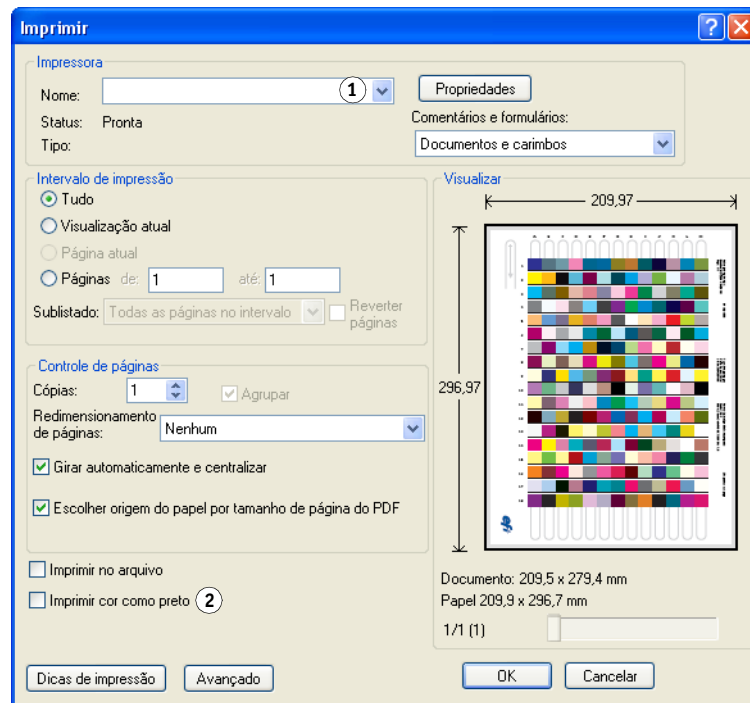 Imprimir
Impressora
Nome:
1
Propriedades
Status: Pronta
Comentários e formulários:
Tipo:
Documentos e carimbos
Intervalo de impressão
Tudo
Visualização atual
Página atual
Páginas de: 1 até: 1
Sublistado: Todas as páginas no intervalo
Reverter
páginas
Controle de páginas
Cópias: 1
Agrupar
Redimensionamento
de páginas:
Nenhum
Girar automaticamente e centralizar
Escolher origem do papel por tamanho de página do PDF
Imprimir no arquivo
Imprimir cor como preto 2
Visualizar
209,97
296,97
Documento: 209,5 x 279,4 mm
Papel 209,9 x 296,7 mm
1/1 (1)
Dicas de impressão
Avançado
OK
Cancelar